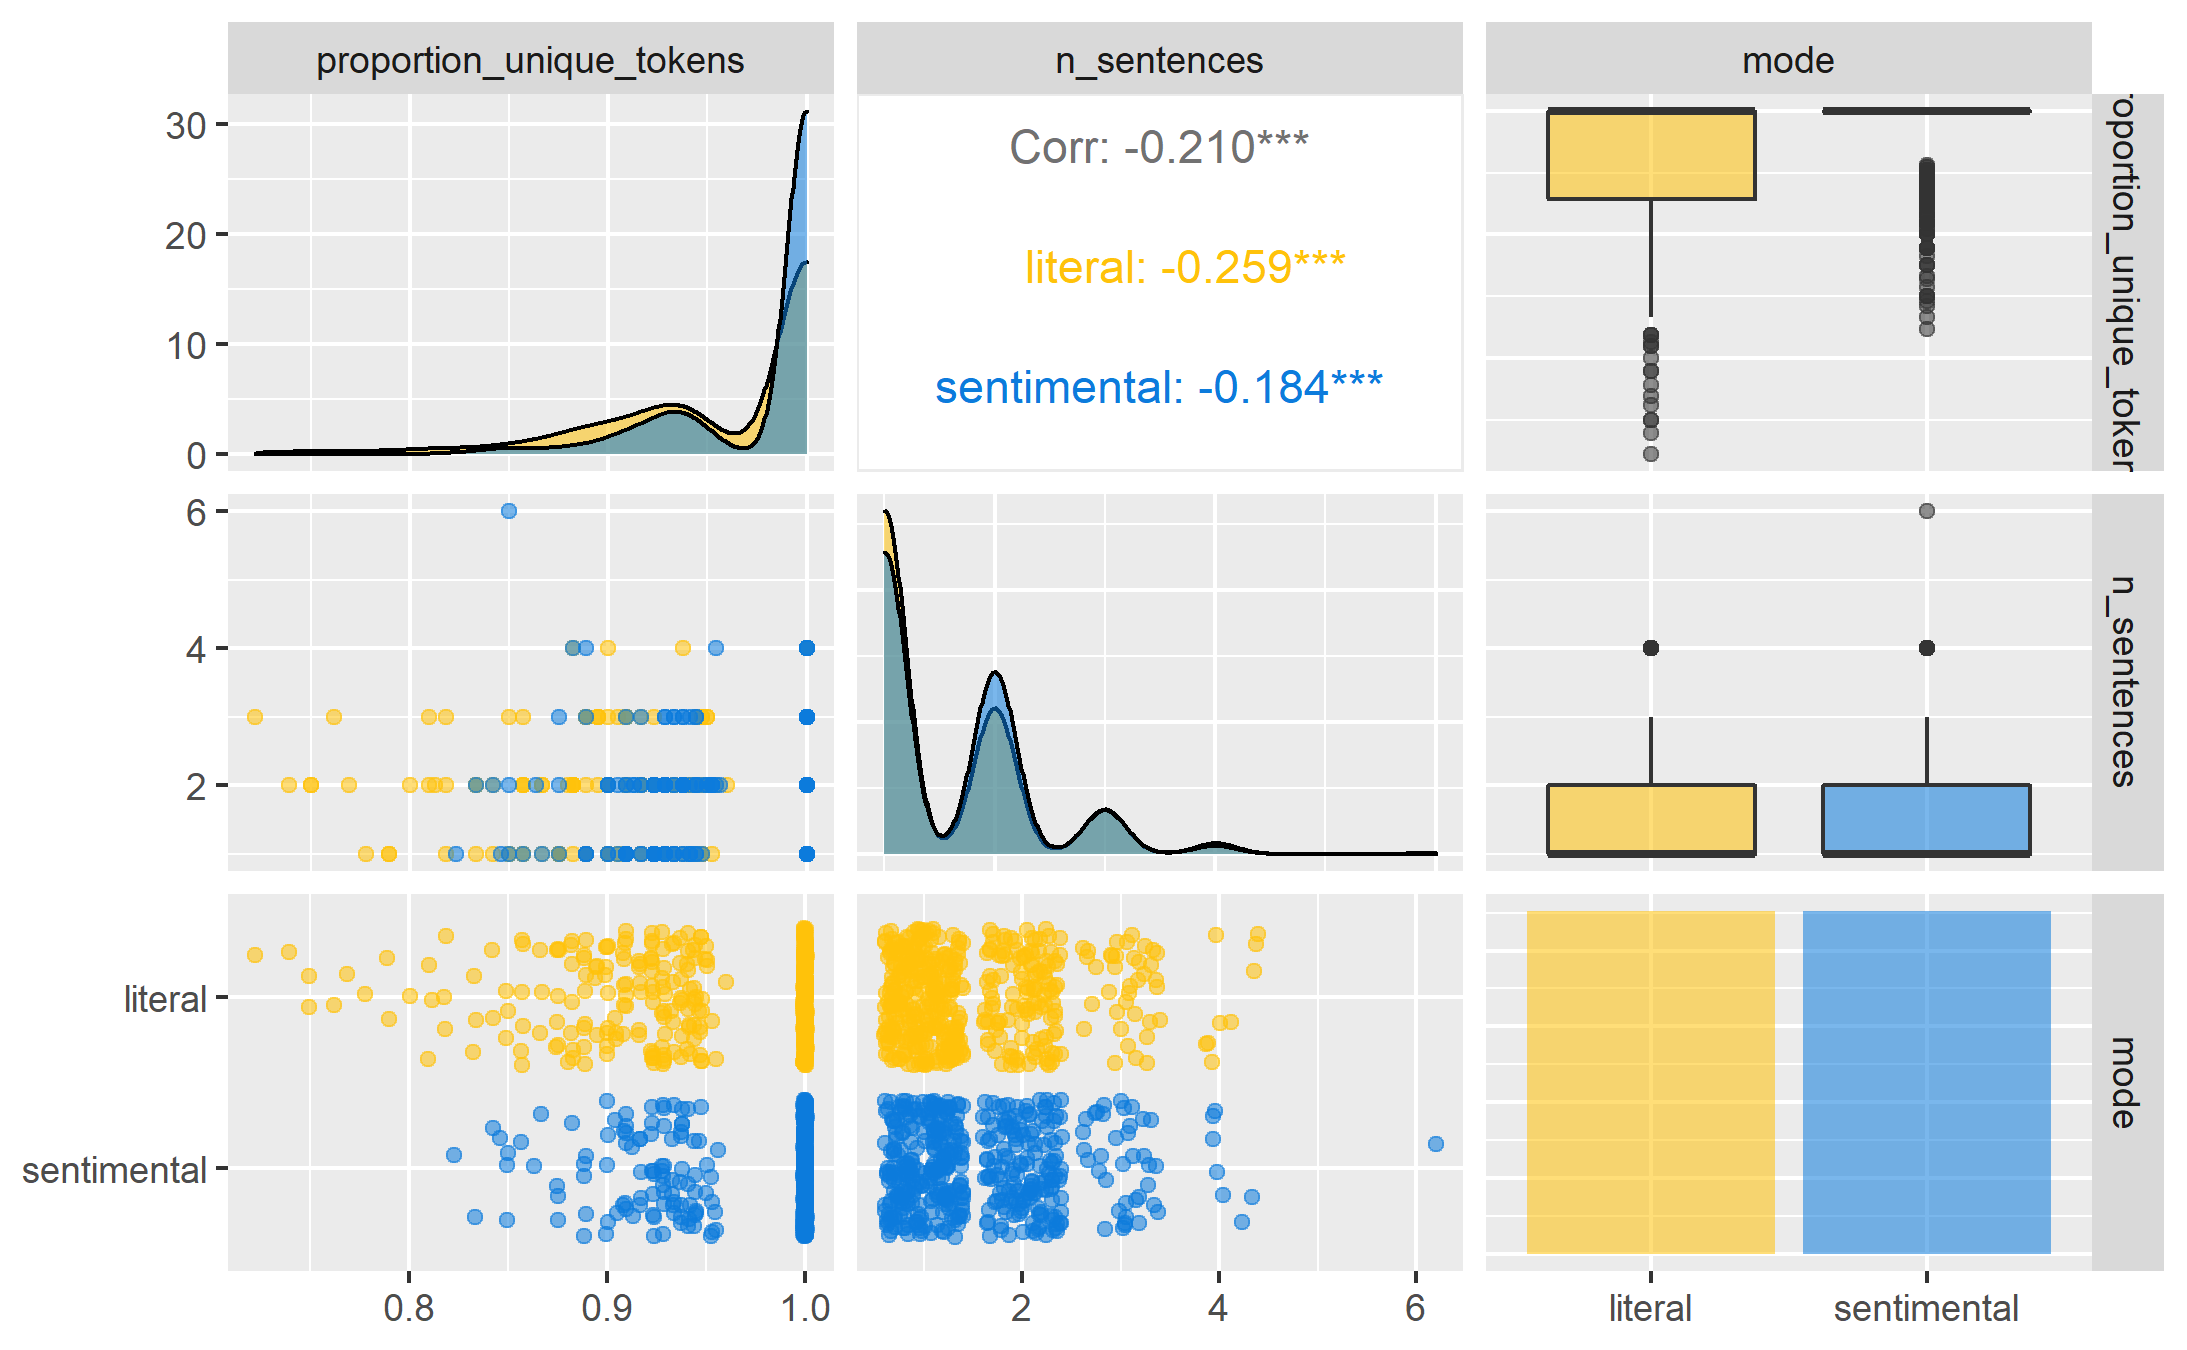 proportion_unique_tokens
n_sentences
mode
30
20
10
0
Corr: -0.210***
literal: -0.259***
sentimental: -0.184***
roportion_unique_token
6
4
2
n_sentences
literal
sentimental
mode
0.8
0.9
1.0
2
4
6
literal
sentimental